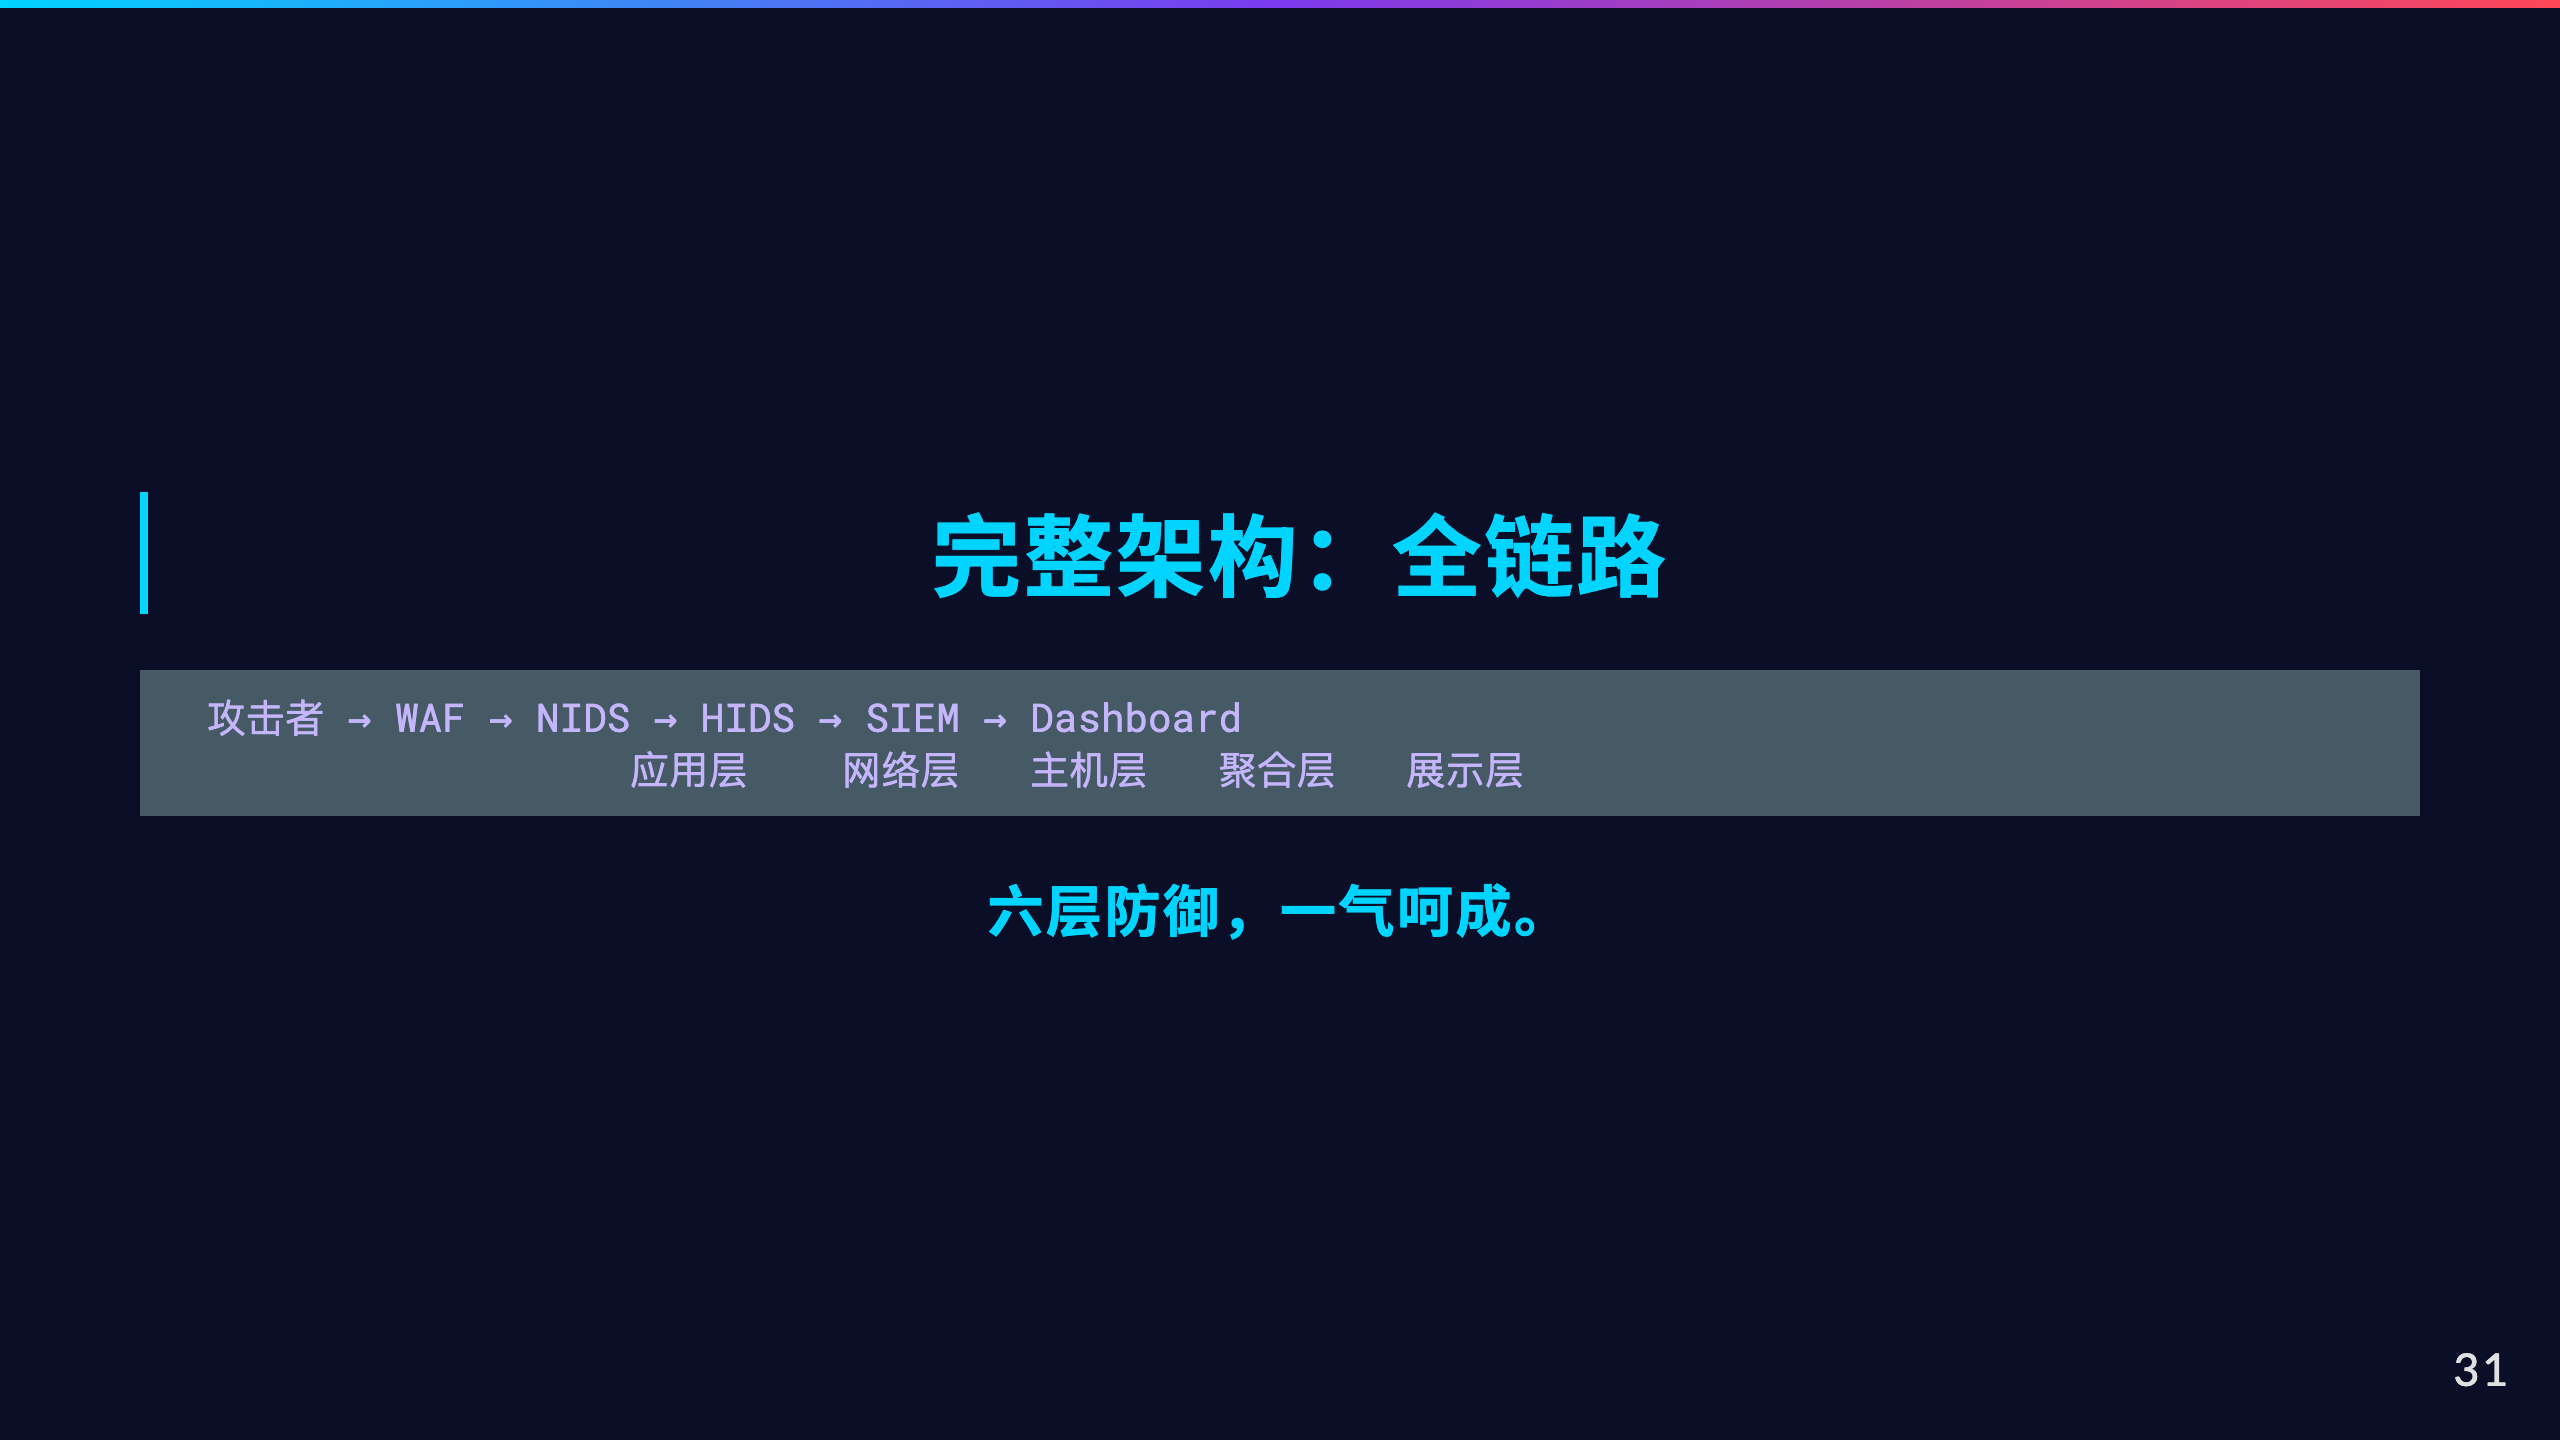 完整架构：全链路
攻击者 → WAF → NIDS → HIDS → SIEM → Dashboard
应用层 网络层 主机层 聚合层 展示层
六层防御，一气呵成。
31